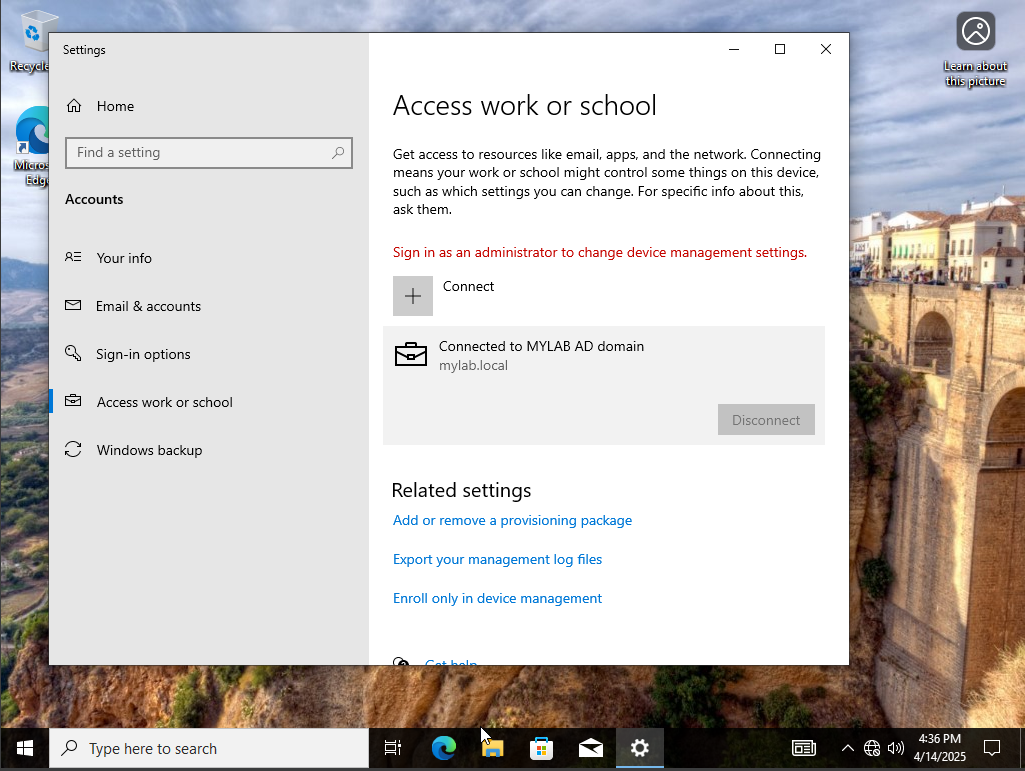 Recycle
Learn about
this picture
Micros
Edge
Settings
Home
Find a setting
Accounts
Your info
Email & accounts
Sign-in options
Access work or school
Windows backup
Access work or school
Get access to resources like email, apps, and the network. Connecting
means your work or school might control some things on this device,
such as which settings you can change. For specific info about this,
ask them.
Sign in as an administrator to change device management settings.
Connect
Connected to MYLAB AD domain
mylab.local
Disconnect
Related settings
Add or remove a provisioning package
Export your management log files
Enroll only in device management
Get help
Type here to search
4:36 PM
4/14/2025